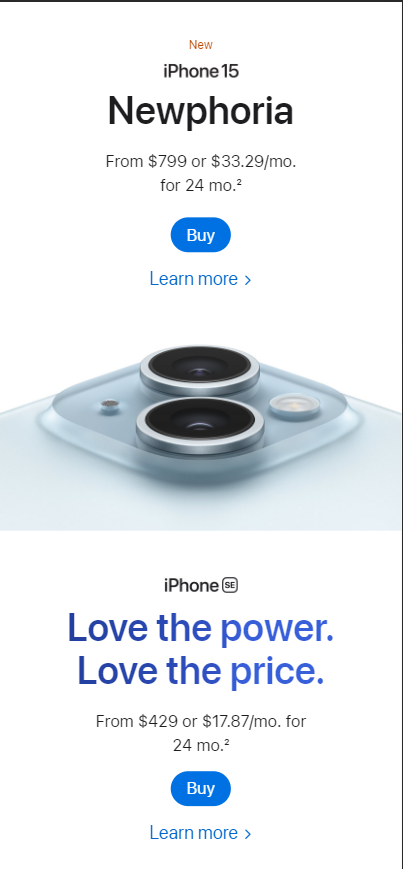 New
iPhone 15
Newphoria
From $799 or $33.29/mo.
for 24 mo.²
Buy
Learn more >
iPhone SE
Love the power.
Love the price.
From $429 or $17.87/mo. for
24 mo.²
Buy
Learn more >